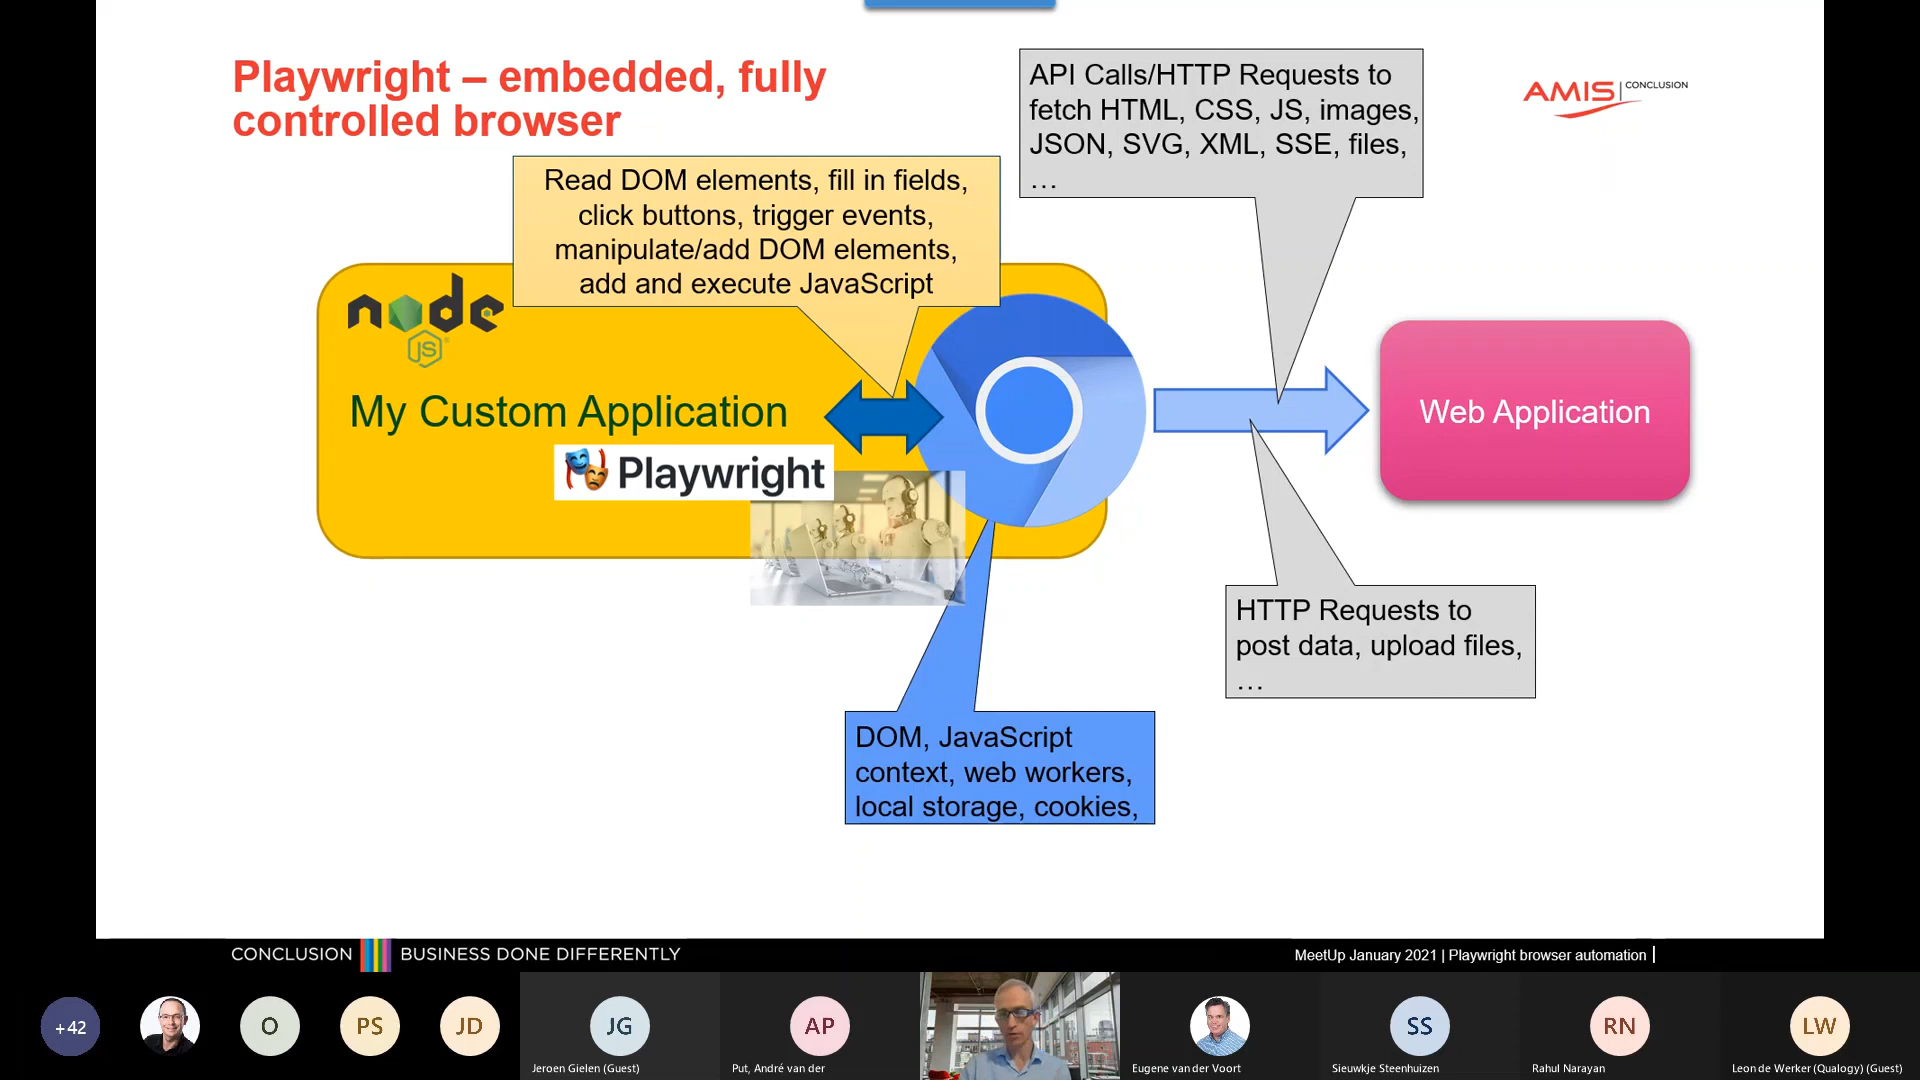 Playwright – embedded, fully
controlled browser
API Calls/HTTP Requests to
fetch HTML, CSS, JS, images,
JSON, SVG, XML, SSE, files,
…
AMIS | CONCLUSION
Read DOM elements, fill in fields,
click buttons, trigger events,
manipulate/add DOM elements,
add and execute JavaScript
node
JS
My Custom Application
Playwright
Web Application
HTTP Requests to
post data, upload files,
…
DOM, JavaScript
context, web workers,
local storage, cookies,
CONCLUSION BUSINESS DONE DIFFERENTLY
MeetUp January 2021 | Playwright browser automation |
+42
O
PS
JD
JG
AP
SS
RN
LW
Jeroen Gielen (Guest)
Put, André van der
Eugene van der Voort
Sieuwkje Steenhuizen
Rahul Narayan
Leon de Werker (Qualogy) (Guest)